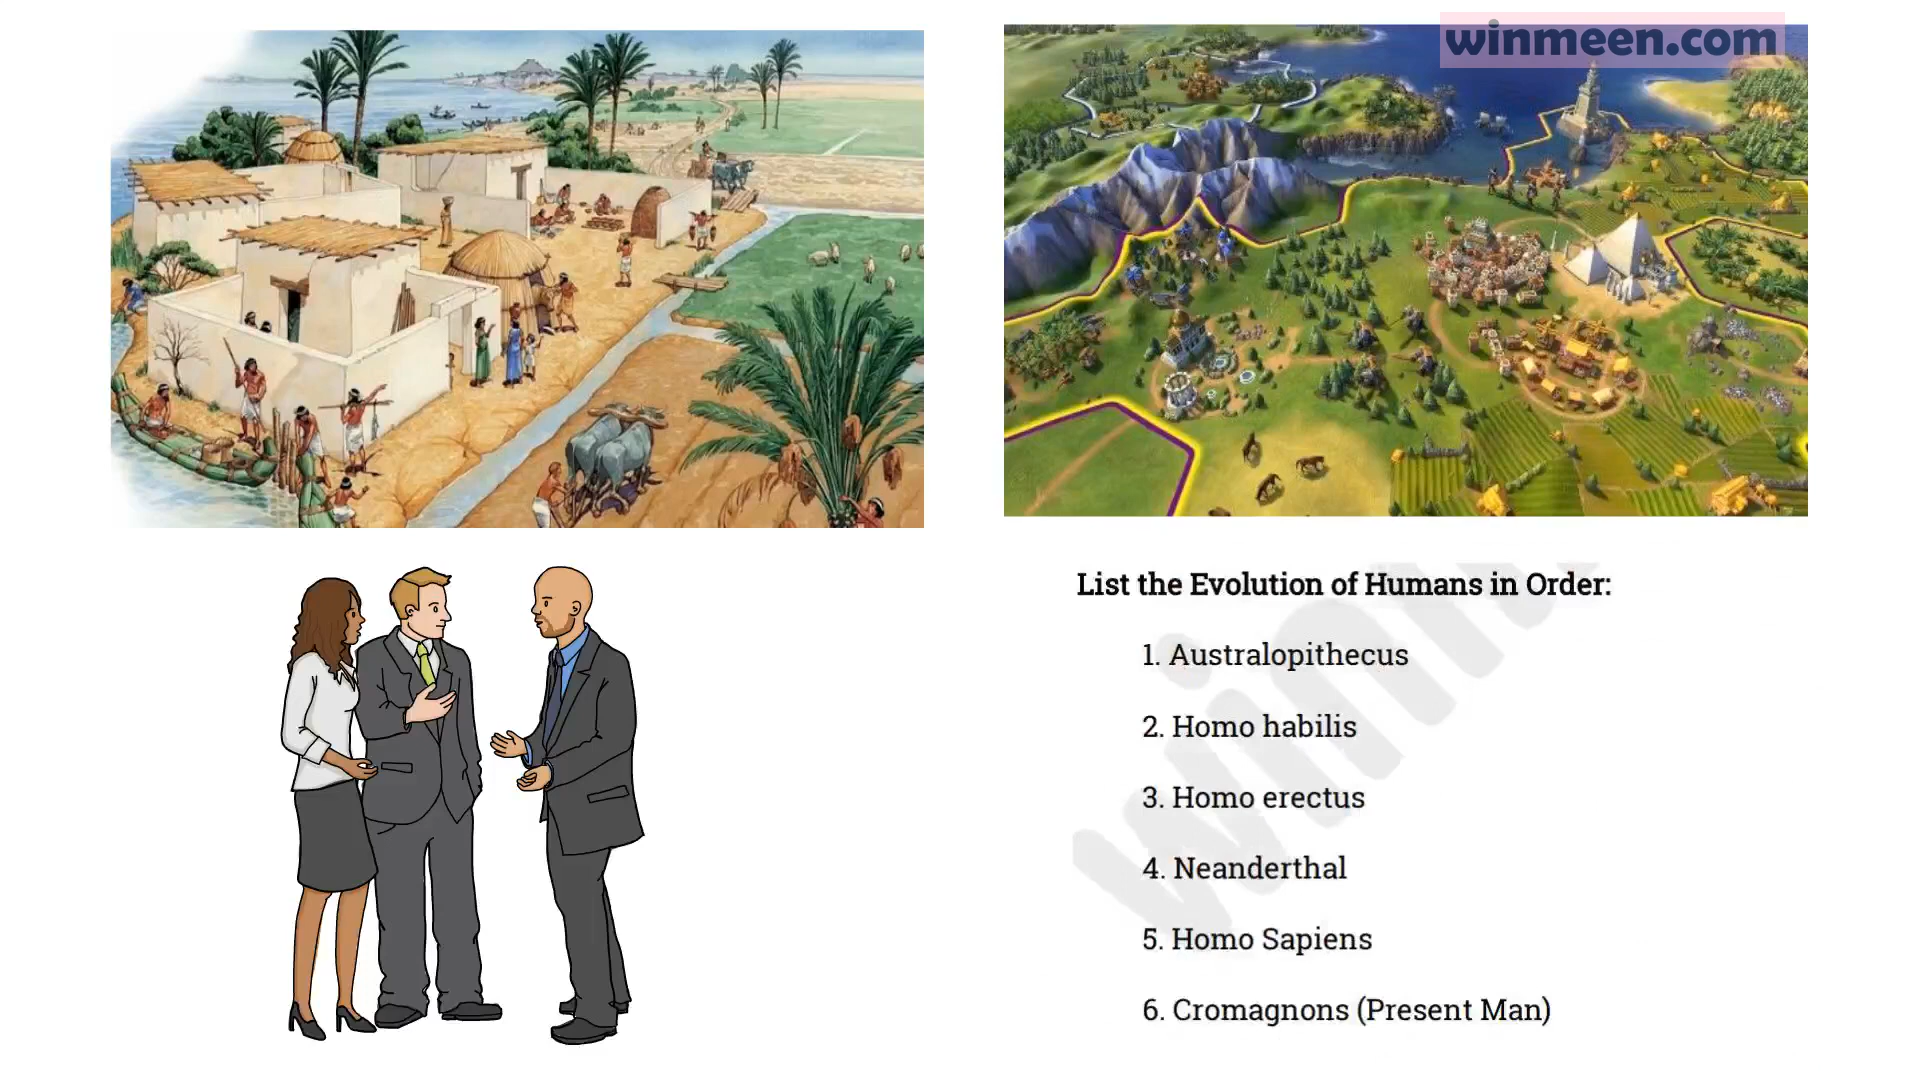 winmeen.com
List the Evolution of Humans in Order:
1. Australopithecus
2. Homo habilis
3. Homo erectus
4. Neanderthal
5. Homo Sapiens
6. Cromagnons (Present Man)